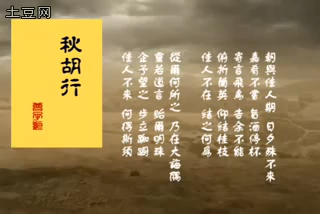 土豆网
秋胡行
朝與佳人期 日夕殊不來
嘉肴不嘗 旨酒停杯
寄言飛鳥 告余不能
俯折蘭英 仰結桂枝
佳人不在 結之何爲
從爾何所之 乃在大海隅
靈若道言 貽爾明珠
企予望之 步立踟躕
佳人不來 何得斯須